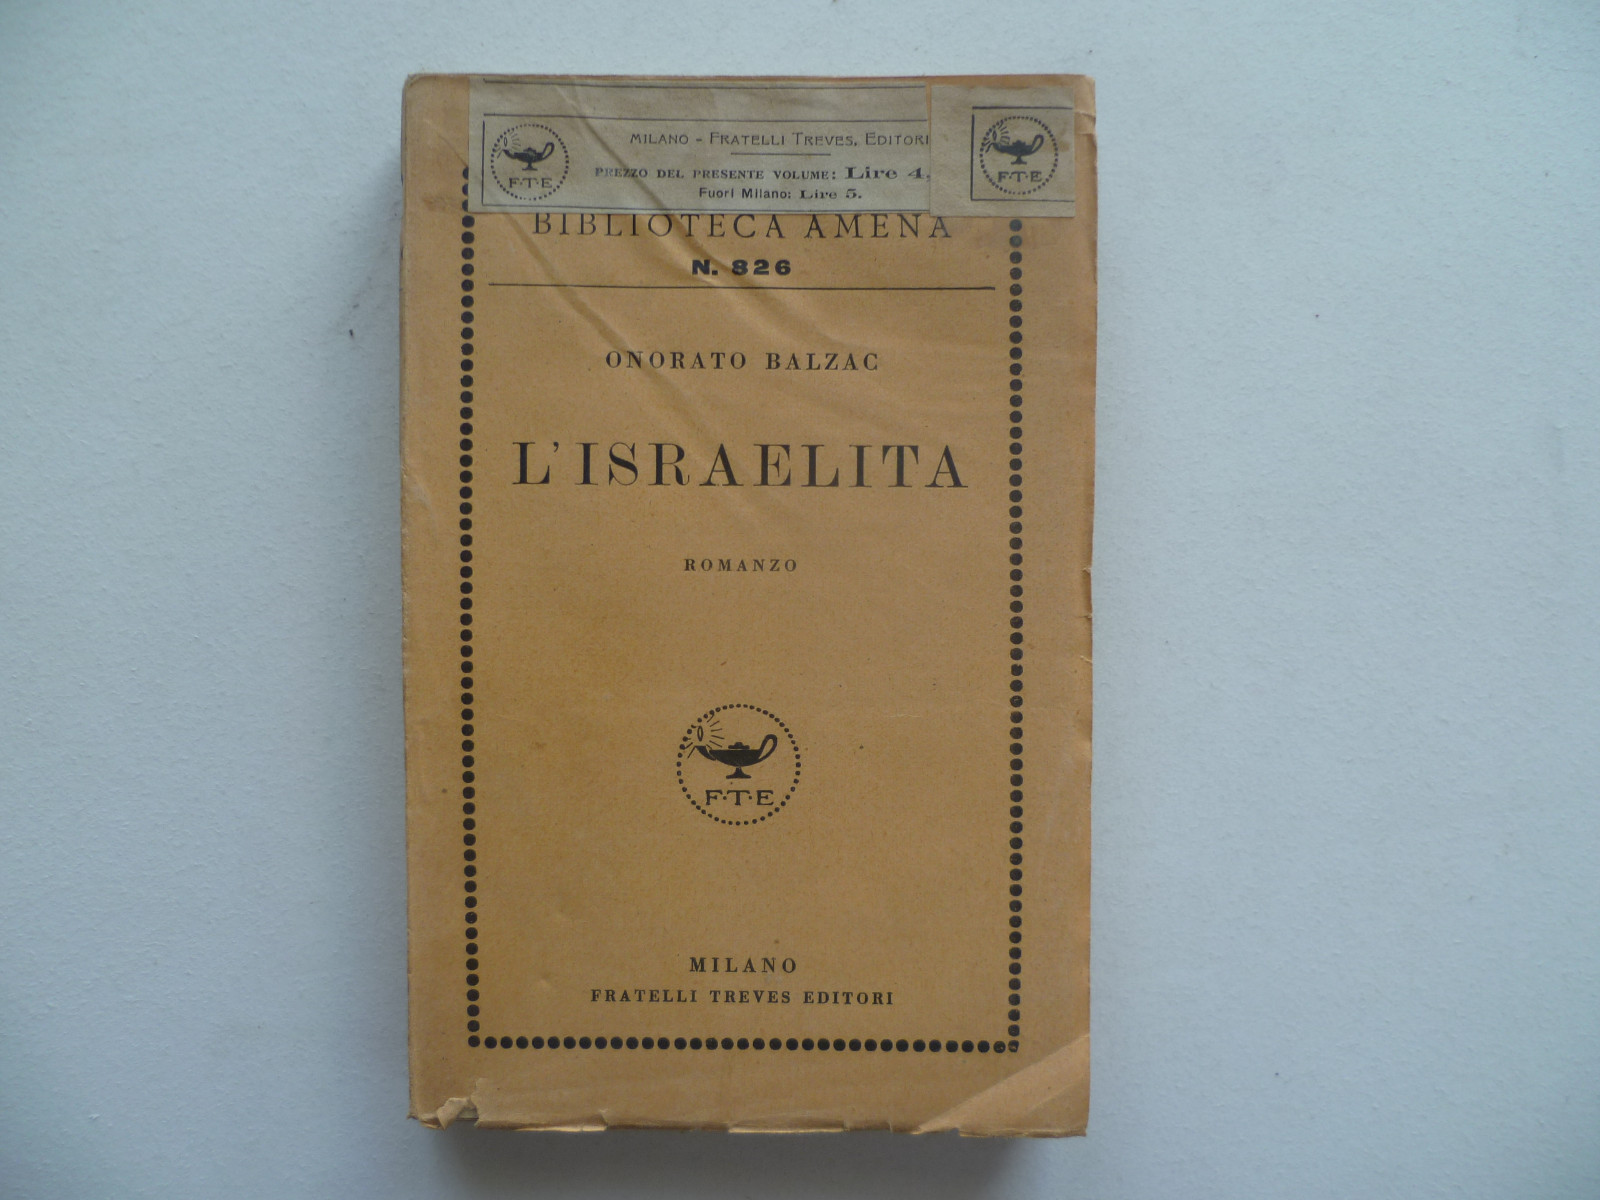 MILANO - FRATELLI TREVES, EDITORI
PREZZO DEL PRESENTE VOLUME: Lire 4.
Fuori Milano: Lire 5.
F·T·E
F·T·E
BIBLIOTECA AMENA
N. 826
ONORATO BALZAC
L'ISRAELITA
ROMANZO
F·T·E
MILANO
FRATELLI TREVES EDITORI